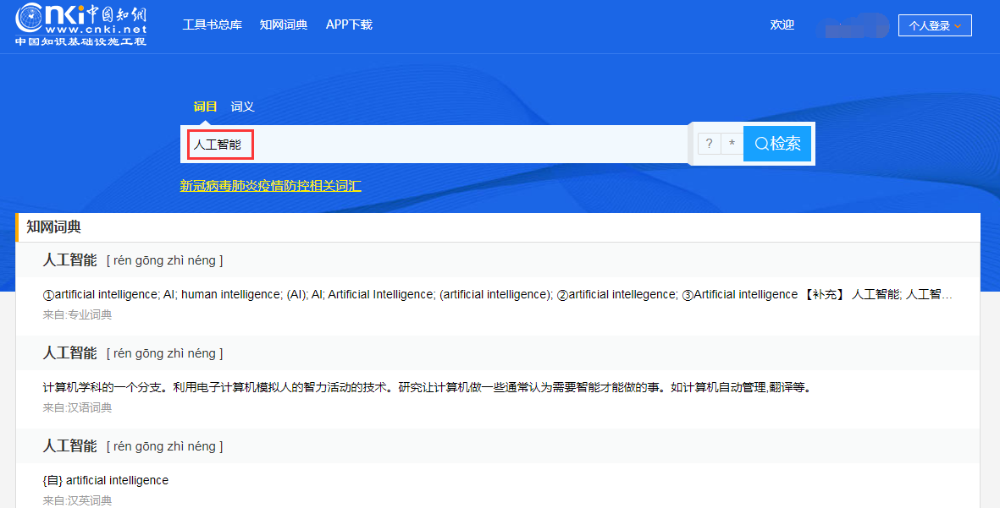 cnki中国知网
www.cnki.net
中国知识基础设施工程
工具书总库 知网词典 APP下载
欢迎
个人登录
词目 词义
人工智能
? * 检索
新冠病毒肺炎疫情防控相关词汇
知网词典
人工智能 [ rén gōng zhì néng ]
①artificial intelligence; AI; human intelligence; (AI); AI; Artificial Intelligence; (artificial intelligence); ②artificial intellegence; ③Artificial intelligence 【补充】 人工智能; 人工智…
来自:专业词典
人工智能 [ rén gōng zhì néng ]
计算机学科的一个分支。利用电子计算机模拟人的智力活动的技术。研究让计算机做一些通常认为需要智能才能做的事。如计算机自动管理,翻译等。
来自:汉语词典
人工智能 [ rén gōng zhì néng ]
{自} artificial intelligence
来自:汉英词典